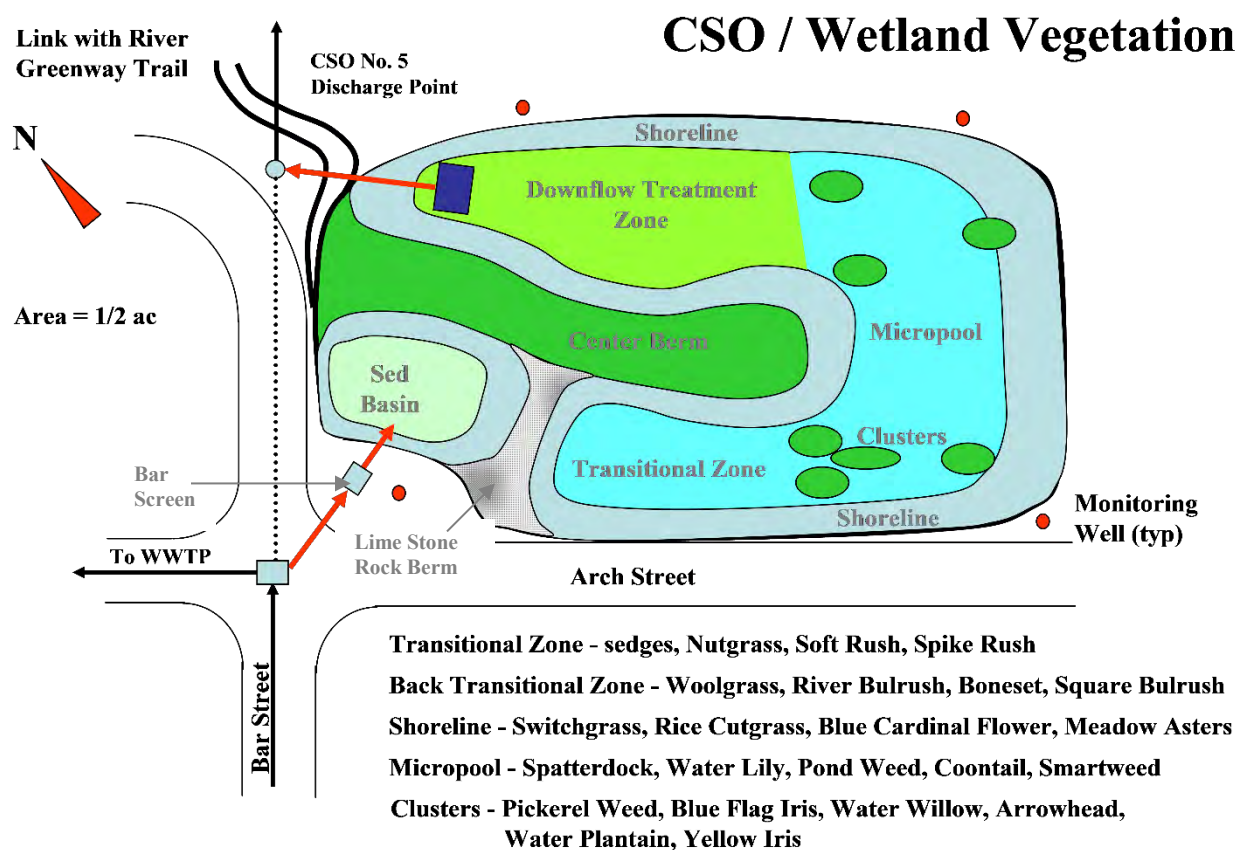 CSO / Wetland Vegetation
Link with River
Greenway Trail
CSO No. 5
Discharge Point
N
Shoreline
Downflow Treatment
Zone
Area = 1/2 ac
Center Berm
Micropool
Sed
Basin
Clusters
Transitional Zone
Bar
Screen
Shoreline
Monitoring
Well (typ)
Lime Stone
Rock Berm
To WWTP
Arch Street
Bar Street
Transitional Zone - sedges, Nutgrass, Soft Rush, Spike Rush
Back Transitional Zone - Woolgrass, River Bulrush, Boneset, Square Bulrush
Shoreline - Switchgrass, Rice Cutgrass, Blue Cardinal Flower, Meadow Asters
Micropool - Spatterdock, Water Lily, Pond Weed, Coontail, Smartweed
Clusters - Pickerel Weed, Blue Flag Iris, Water Willow, Arrowhead,
Water Plantain, Yellow Iris